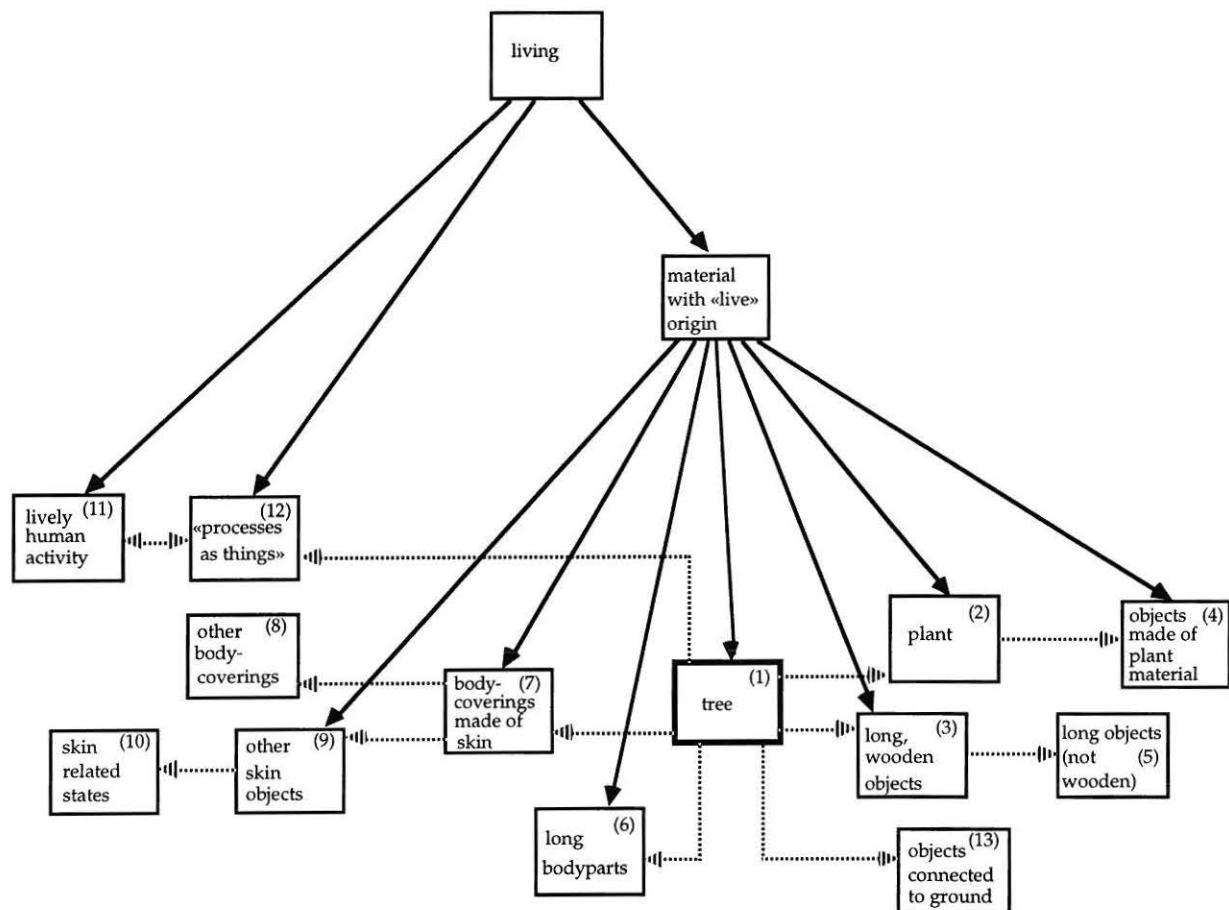 living
material
with «live»
origin
(11)
lively
human
activity
(12)
«processes
as things»
(8)
other
body-
coverings
(2)
plant
(4)
objects
made of
plant
material
(7)
body-
coverings
made of
skin
(1)
tree
(10)
skin
related
states
(9)
other
skin
objects
(3)
long,
wooden
objects
long objects
(not (5)
wooden)
(6)
long
bodyparts
(13)
objects
connected
to ground